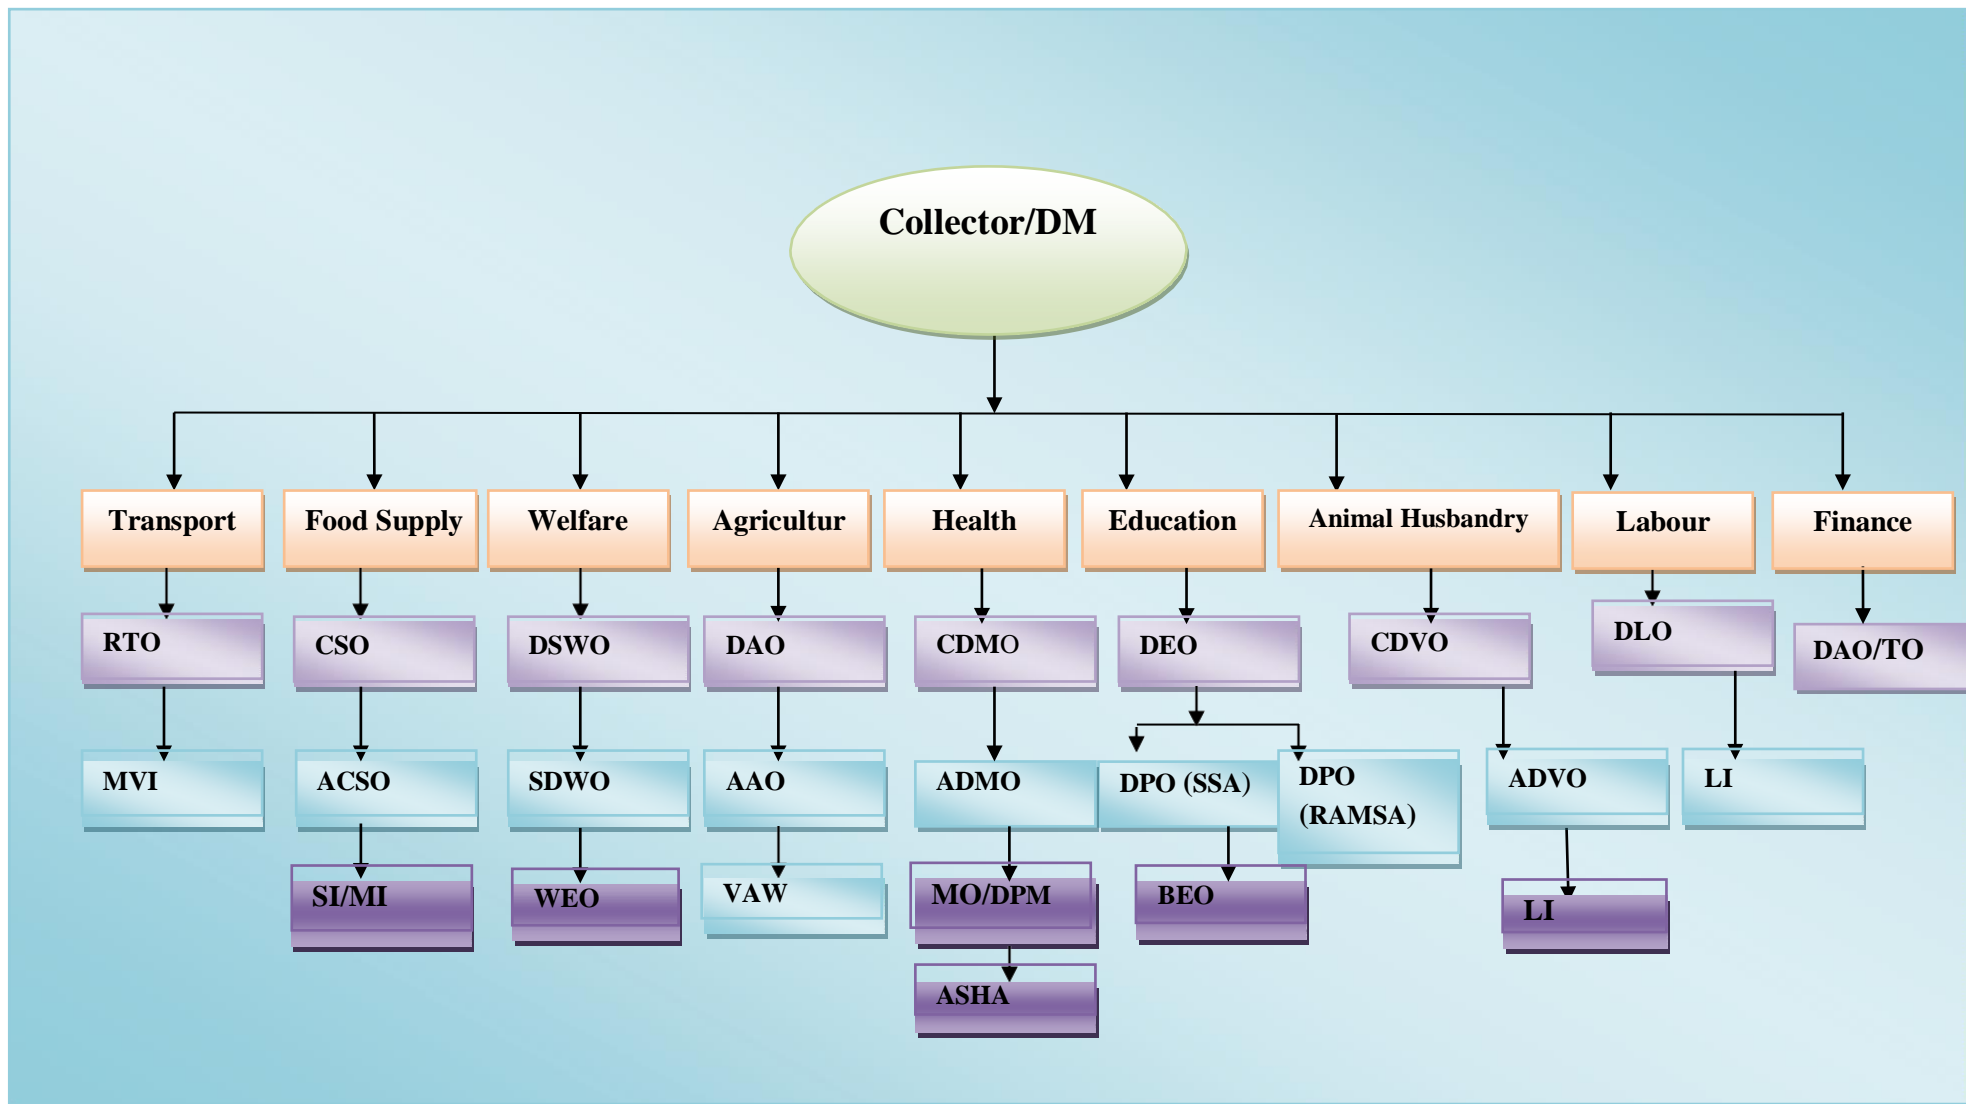 Collector/DM
Transport
Food Supply
Welfare
Agricultur
Health
Education
Animal Husbandry
Labour
Finance
RTO
CSO
DSWO
DAO
CDMO
DEO
CDVO
DLO
DAO/TO
MVI
ACSO
SDWO
AAO
ADMO
DPO (SSA)
DPO
(RAMSA)
ADVO
LI
SI/MI
WEO
VAW
MO/DPM
BEO
LI
ASHA